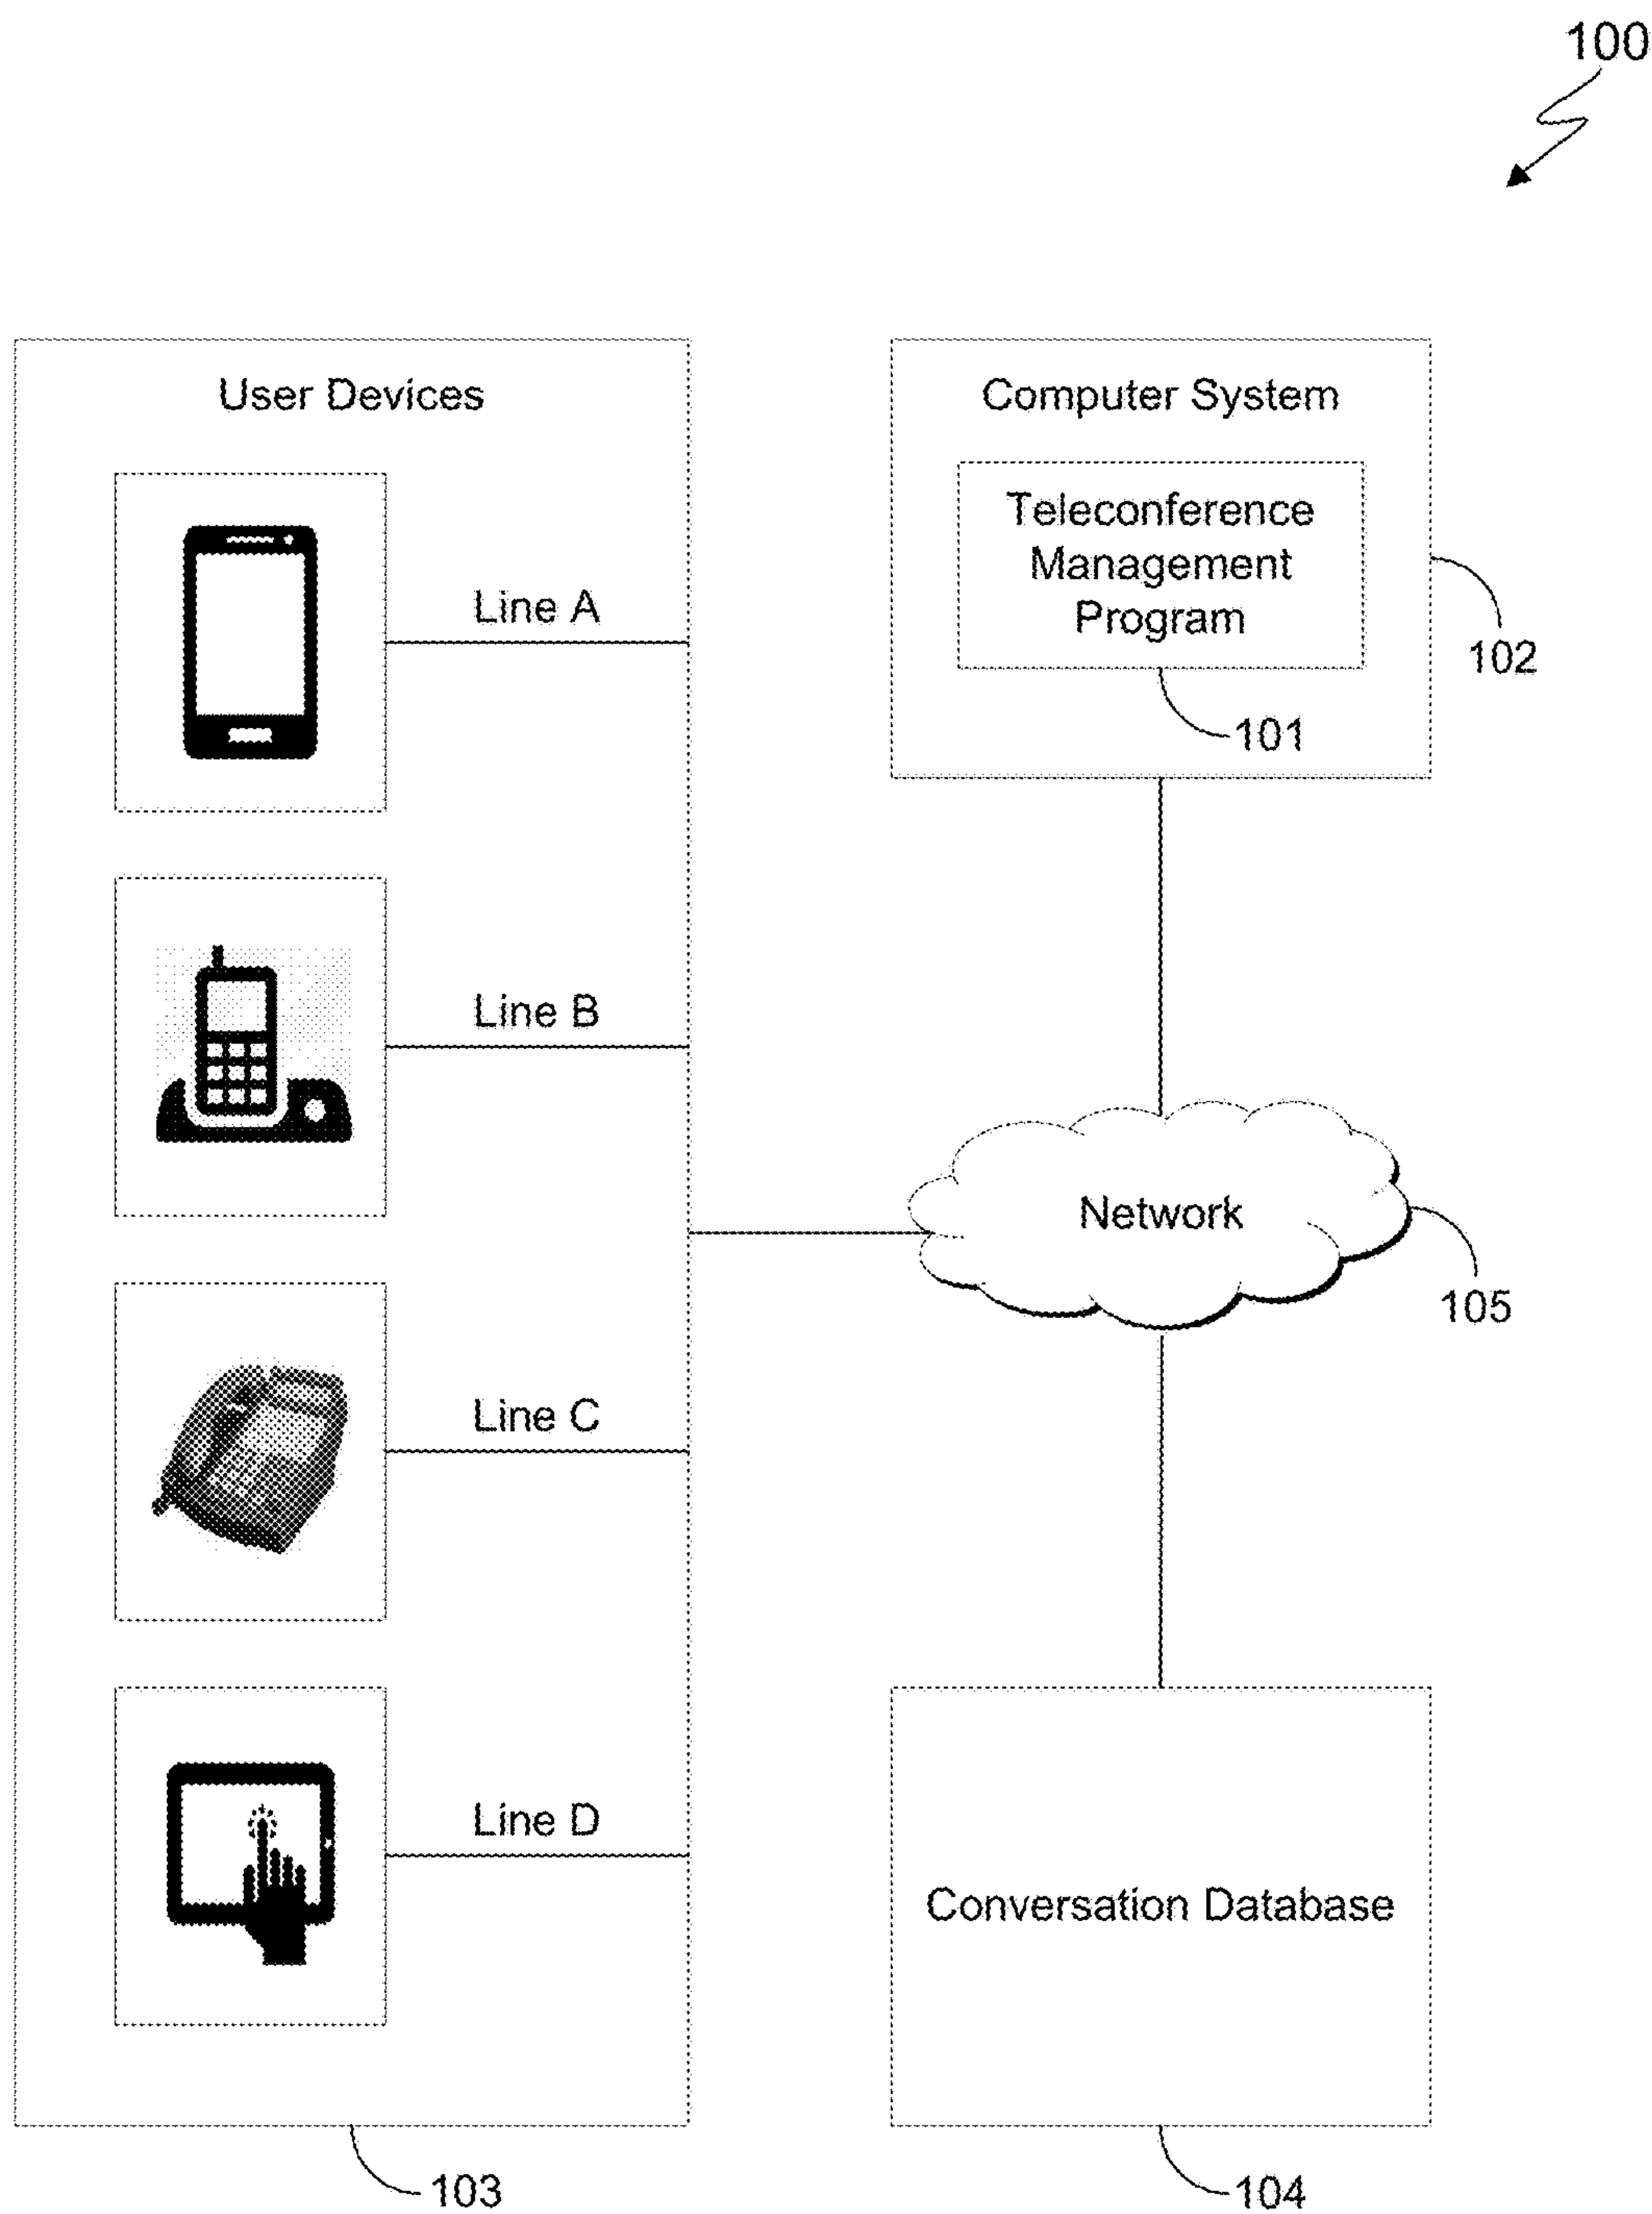 100
User Devices
Line A
Line B
Line C
Line D
103
Computer System
Teleconference
Management
Program
101
102
Network
105
Conversation Database
104